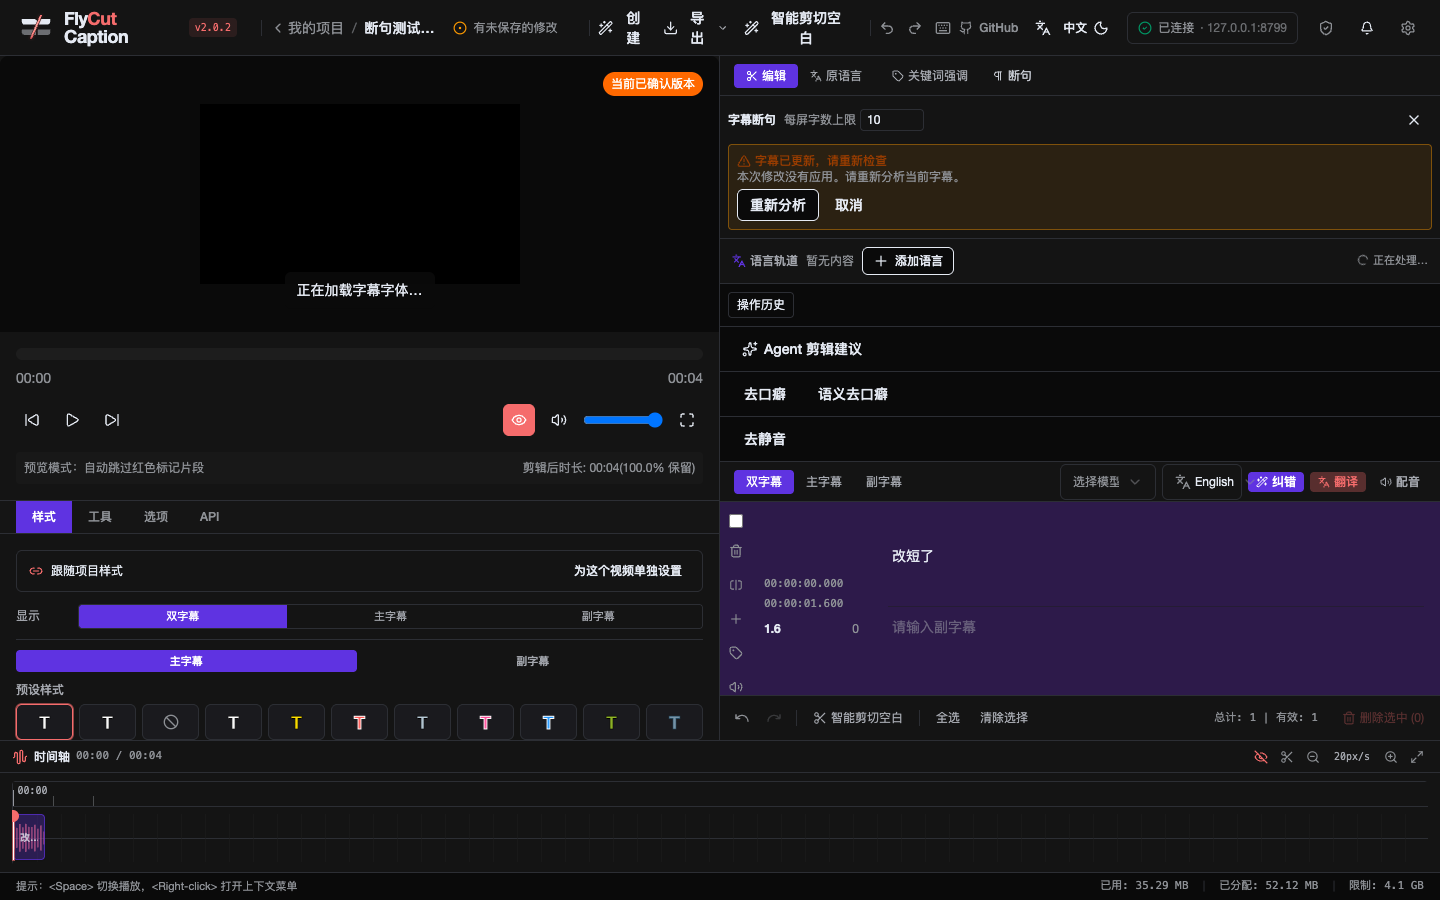 FlyCut Caption
v2.0.2
我的项目 / 断句测试...
有未保存的修改
创建
导出
智能剪切空白
GitHub
中文
已连接 · 127.0.0.1:8799
当前已确认版本
正在加载字幕字体...
00:00
00:04
预览模式：自动跳过红色标记片段
剪辑后时长: 00:04(100.0% 保留)
样式
工具
选项
API
跟随项目样式
为这个视频单独设置
显示
双字幕
主字幕
副字幕
主字幕
副字幕
预设样式
T T T T T T T T T T
编辑
原语言
关键词强调
断句
字幕断句
每屏字数上限
10
字幕已更新，请重新检查
本次修改没有应用。请重新分析当前字幕。
重新分析
取消
语言轨道
暂无内容
添加语言
正在处理...
操作历史
Agent 剪辑建议
去口癖
语义去口癖
去静音
双字幕
主字幕
副字幕
选择模型
English
纠错
翻译
配音
改短了
00:00:00.000
00:00:01.600
1.6
0
请输入副字幕
智能剪切空白
全选
清除选择
总计: 1 | 有效: 1
删除选中 (0)
时间轴
00:00 / 00:04
20px/s
00:00
改...
提示：<Space> 切换播放，<Right-click> 打开上下文菜单
已用: 35.29 MB
已分配: 52.12 MB
限制: 4.1 GB